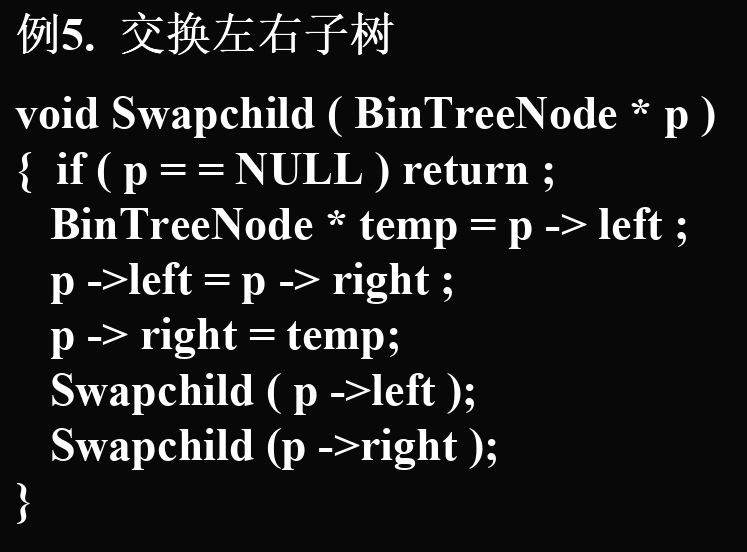 例5. 交换左右子树
void Swapchild ( BinTreeNode * p )
{ if ( p = = NULL ) return ;
BinTreeNode * temp = p -> left ;
p ->left = p -> right ;
p -> right = temp;
Swapchild ( p ->left );
Swapchild (p ->right );
}